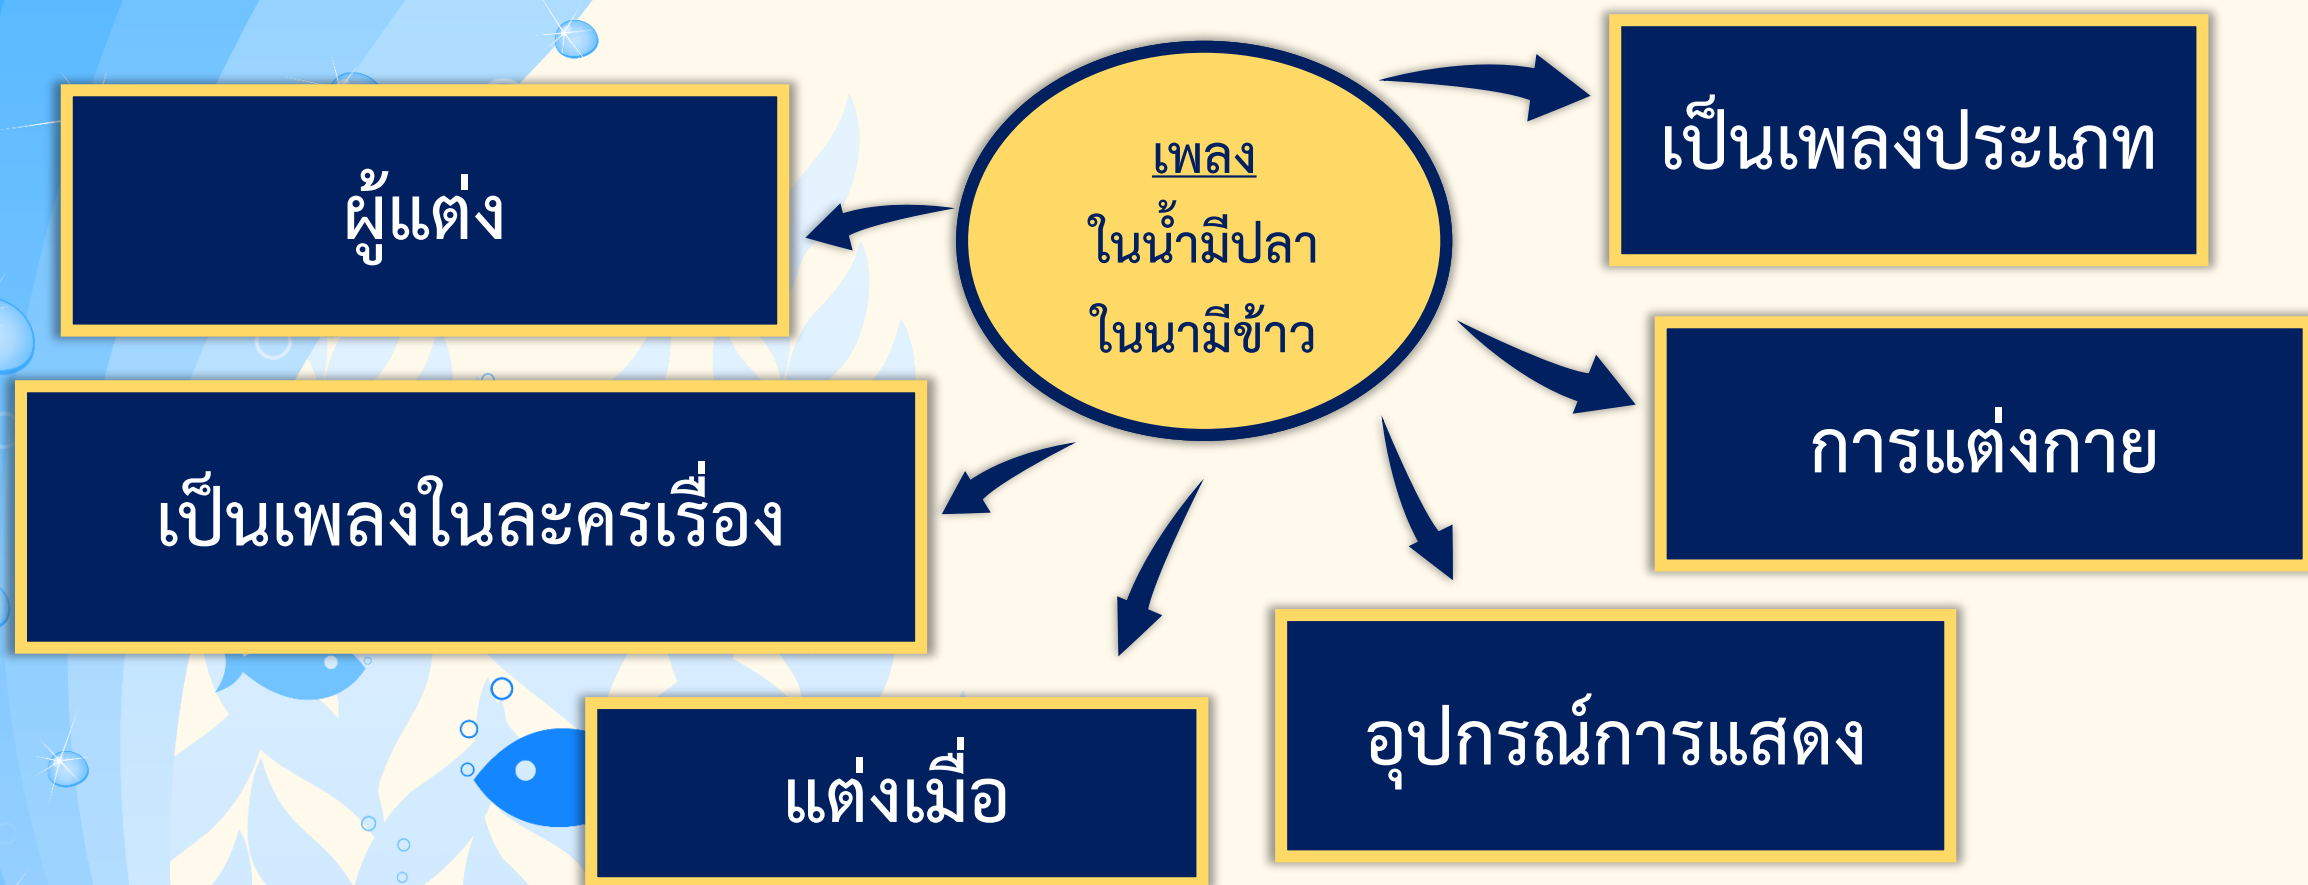 เพลง
ในน้ำมีปลา
ในนามีข้าว
เป็นเพลงประเภท
ผู้แต่ง
การแต่งกาย
เป็นเพลงในละครเรื่อง
อุปกรณ์การแสดง
แต่งเมื่อ